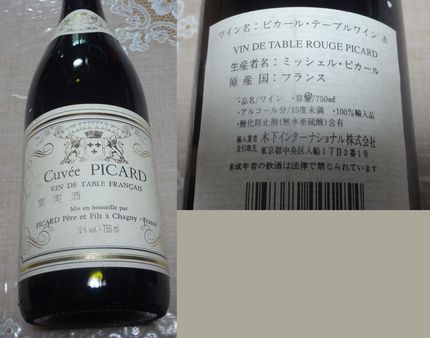 Cuvée PICARD
VIN DE TABLE FRANÇAIS
果実酒
Mis en bouteille par
PICARD Père et Fils à Chagny France
12% vol. - 750 ml
ワイン名：ピカール・テーブルワイン 赤
VIN DE TABLE ROUGE PICARD
生産者名：ミッシェル・ピカール
原産国：フランス
・品名/ワイン ・容量/750ml
・アルコール分/15度未満 ・100%輸入品
・酸化防止剤(無水亜硫酸)含有
輸入業者 木下インターナショナル株式会社
及引取先 東京都中央区入船1丁目2番1号
未成年者の飲酒は法律で禁じられています